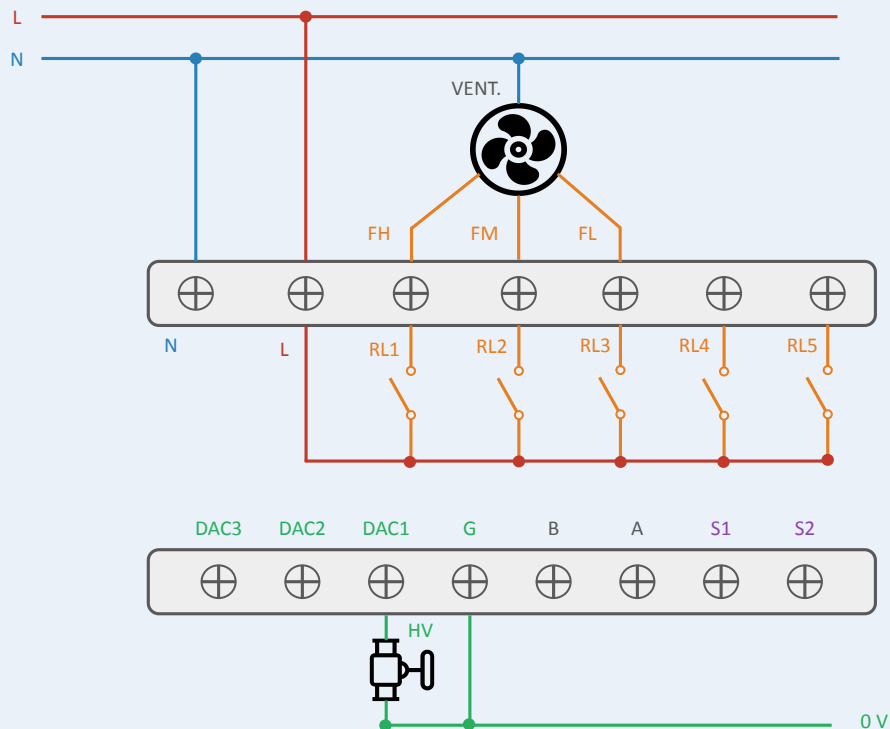 L
N
VENT.
FH FM FL
N L RL1 RL2 RL3 RL4 RL5
DAC3 DAC2 DAC1 G B A S1 S2
HV
0 V